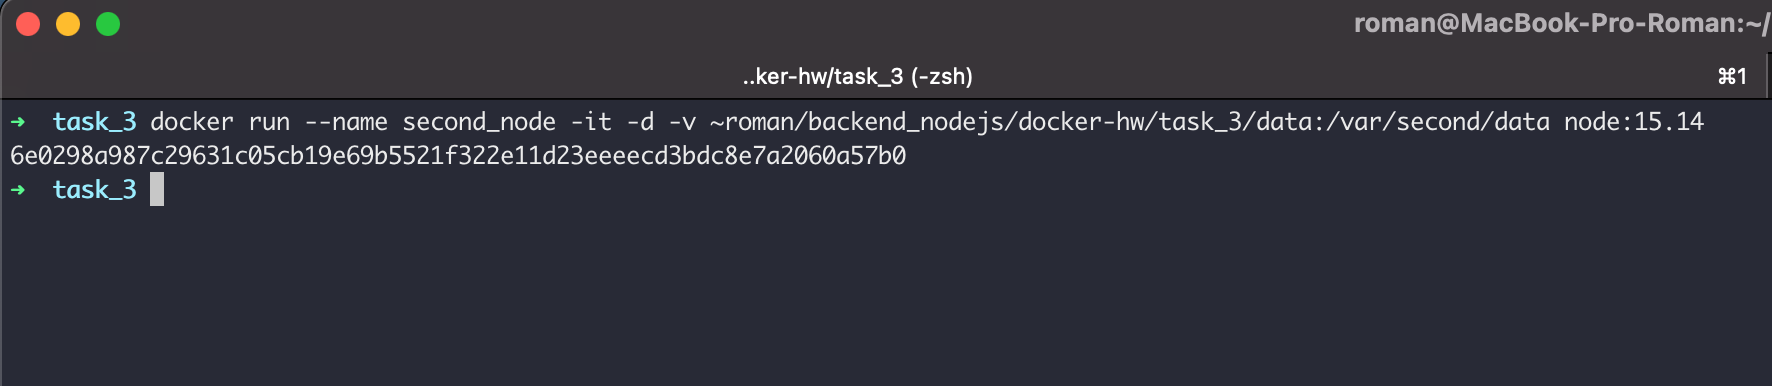 roman@MacBook-Pro-Roman:~/
..ker-hw/task_3 (-zsh) ⌘1
➜ task_3 docker run --name second_node -it -d -v ~roman/backend_nodejs/docker-hw/task_3/data:/var/second/data node:15.14
6e0298a987c29631c05cb19e69b5521f322e11d23eeeecd3bdc8e7a2060a57b0
➜ task_3